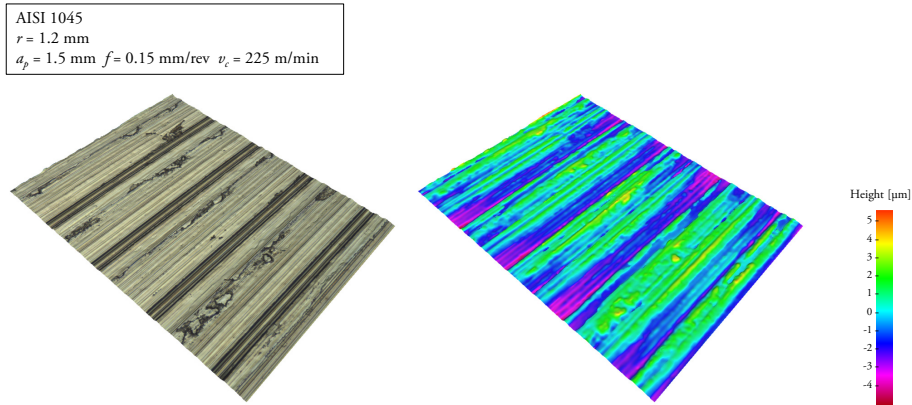 AISI 1045
r = 1.2 mm
aₚ = 1.5 mm f = 0.15 mm/rev v_c = 225 m/min
Height [µm]
5
4
3
2
1
0
-1
-2
-3
-4